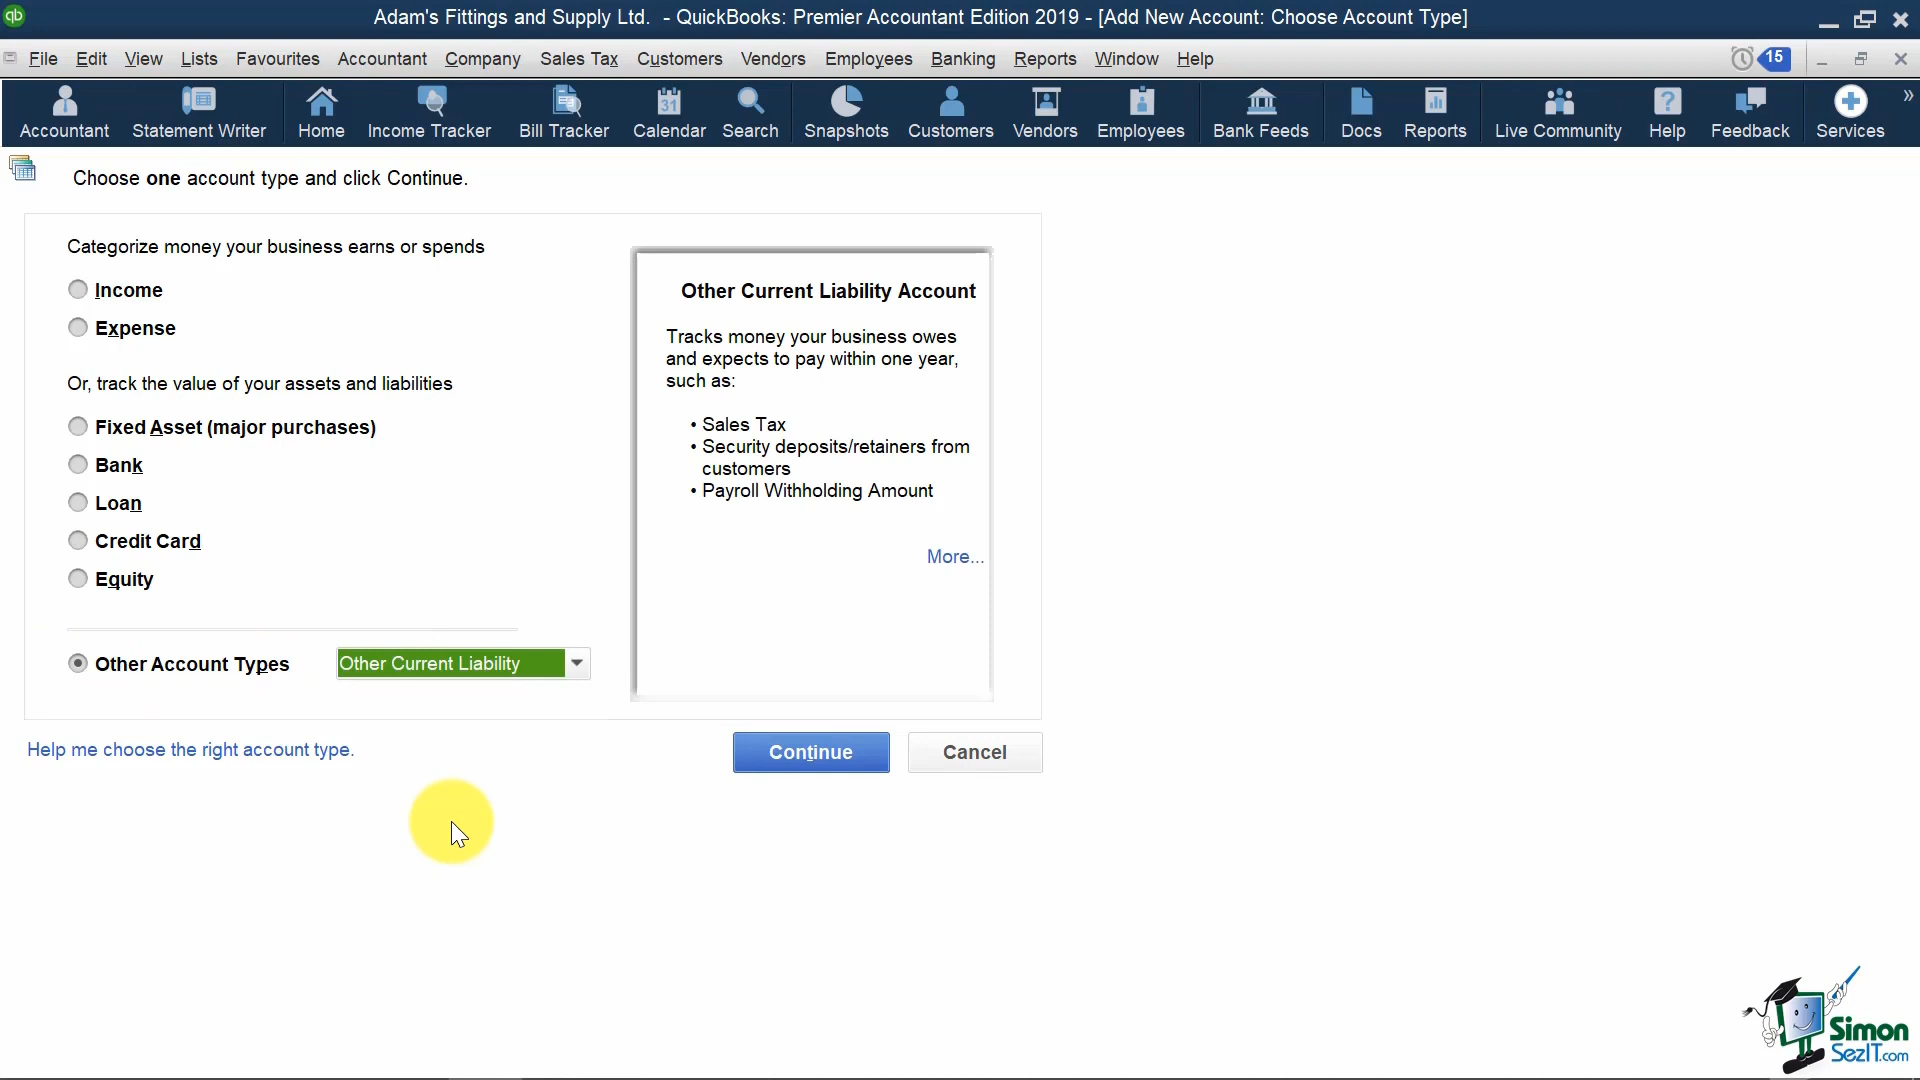 qb
Adam's Fittings and Supply Ltd. - QuickBooks: Premier Accountant Edition 2019 - [Add New Account: Choose Account Type]
File Edit View Lists Favourites Accountant Company Sales Tax Customers Vendors Employees Banking Reports Window Help 15
31
Accountant Statement Writer Home Income Tracker Bill Tracker Calendar Search Snapshots Customers Vendors Employees Bank Feeds Docs Reports Live Community Help Feedback Services
Choose one account type and click Continue.
Categorize money your business earns or spends
Income
Expense
Or, track the value of your assets and liabilities
Fixed Asset (major purchases)
Bank
Loan
Credit Card
Equity
Other Account Types Other Current Liability
Other Current Liability Account
Tracks money your business owes
and expects to pay within one year,
such as:
• Sales Tax
• Security deposits/retainers from
customers
• Payroll Withholding Amount
More...
Help me choose the right account type.
Continue Cancel
Simon
SezIT.com